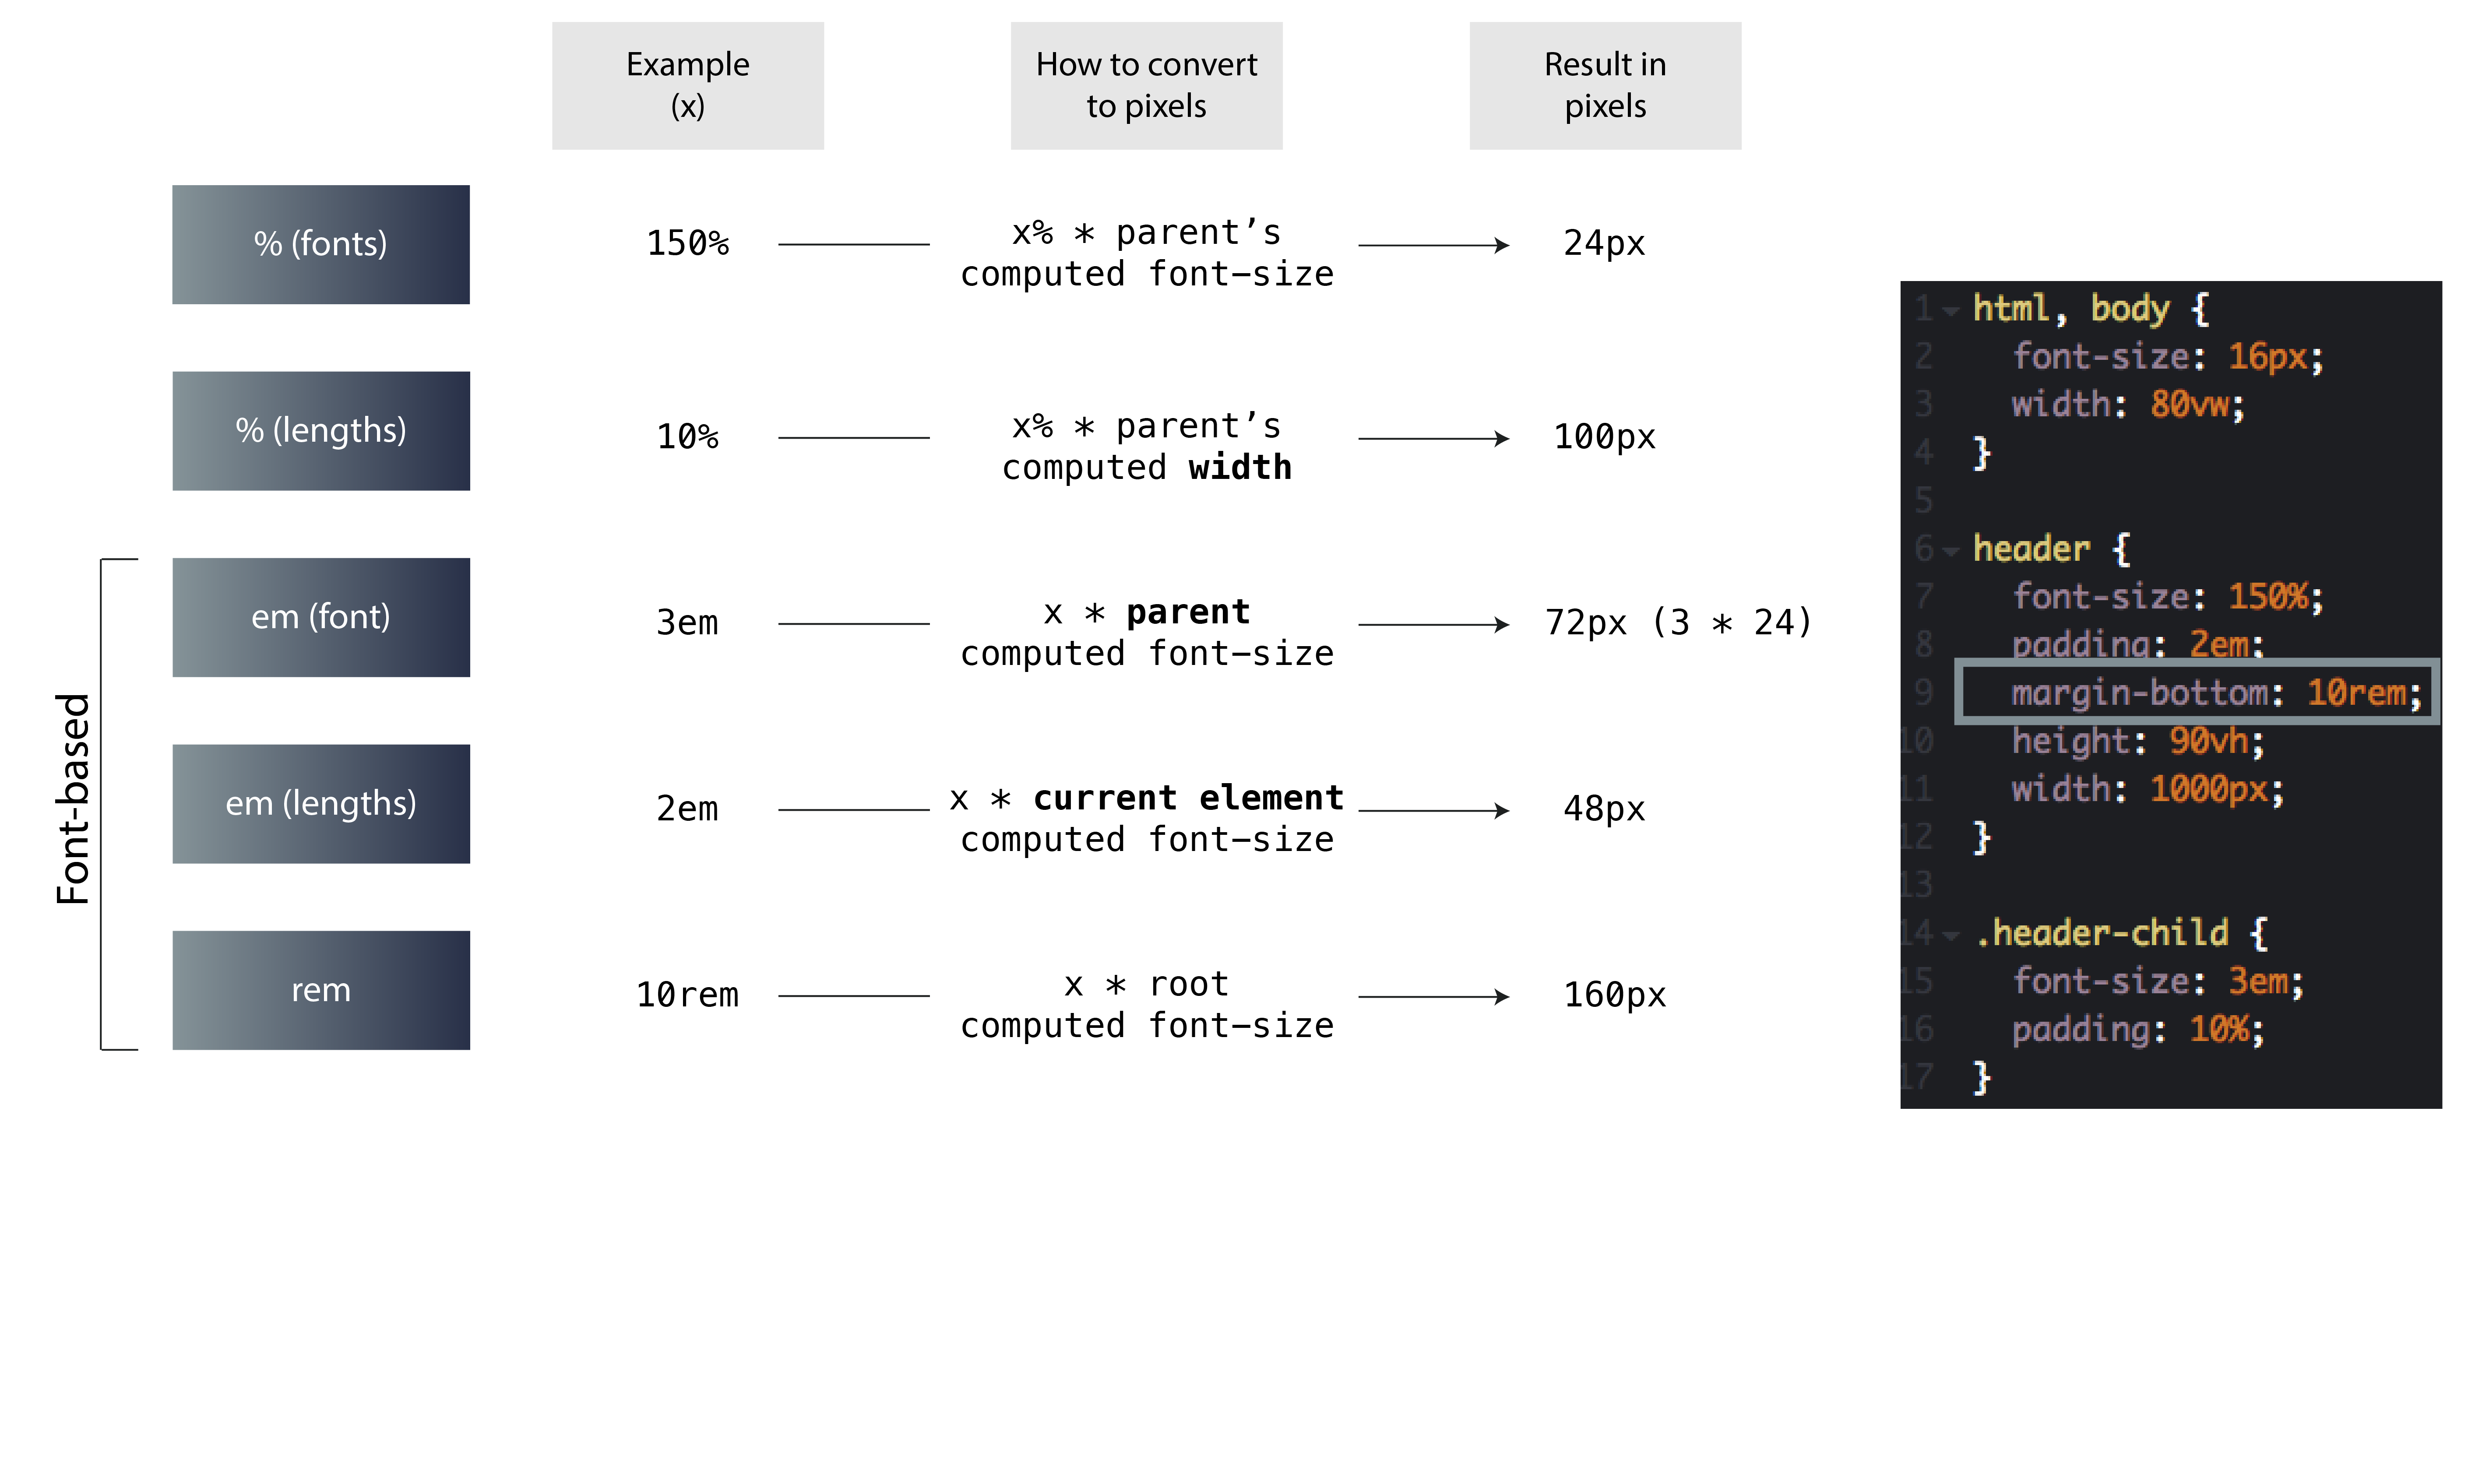 Example
(x)
How to convert
to pixels
Result in
pixels
% (fonts)
150%
x% * parent’s
computed font-size
24px
% (lengths)
10%
x% * parent’s
computed width
100px
Font-based
em (font)
3em
x * parent
computed font-size
72px (3 * 24)
em (lengths)
2em
x * current element
computed font-size
48px
rem
10rem
x * root
computed font-size
160px
1 html, body {
2 font-size: 16px;
3 width: 80vw;
4 }
5
6 header {
7 font-size: 150%;
8 padding: 2em;
9 margin-bottom: 10rem;
10 height: 90vh;
11 width: 1000px;
12 }
13
14 .header-child {
15 font-size: 3em;
16 padding: 10%;
17 }